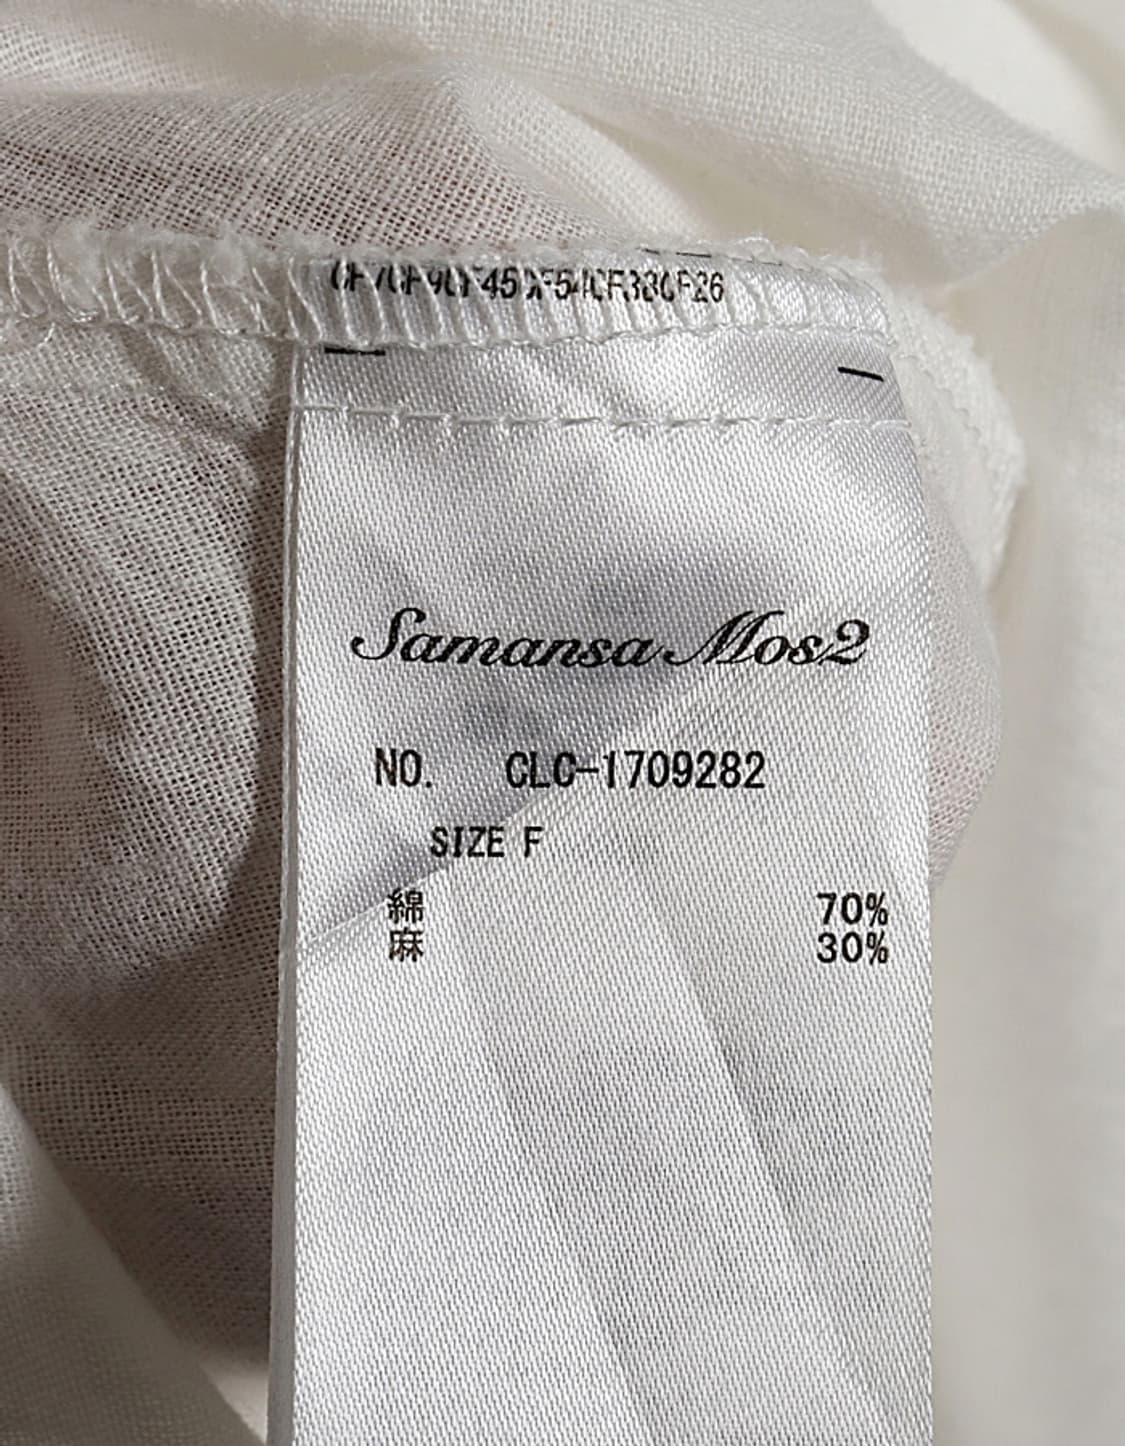 Samansa Mos2
NO. CLC-1709282
SIZE F
綿 70%
麻 30%